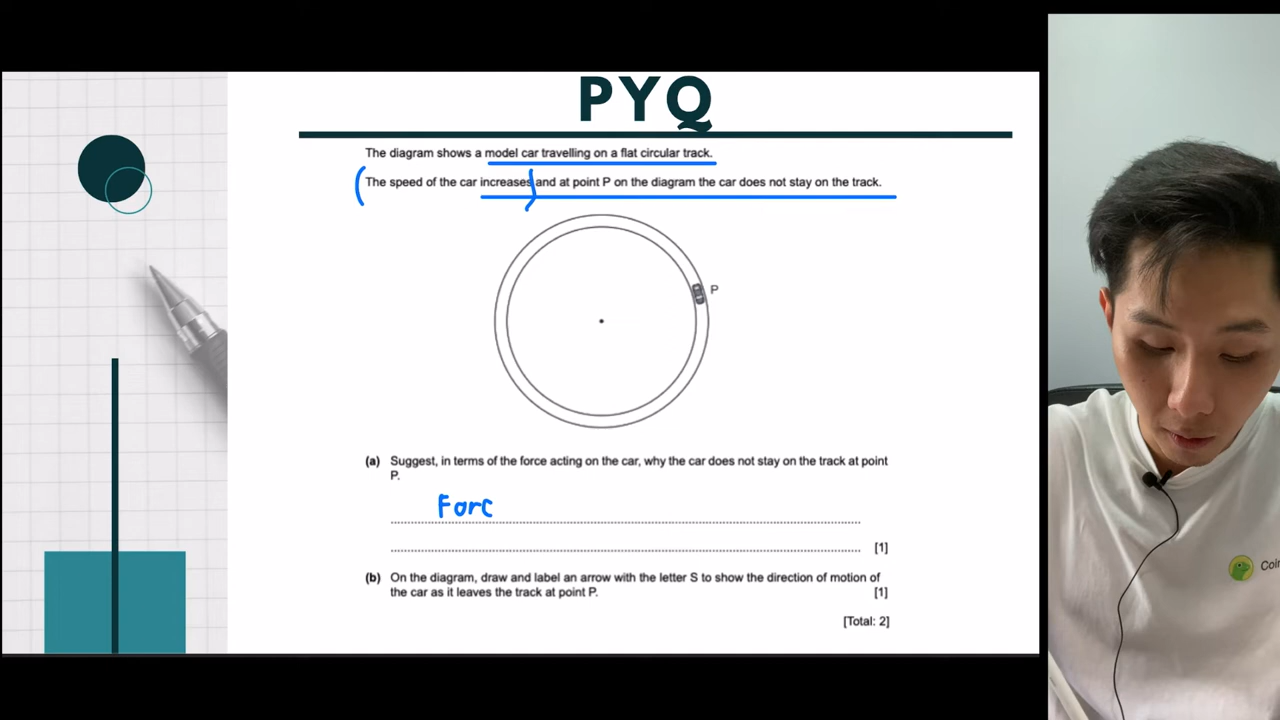 PYQ
The diagram shows a model car travelling on a flat circular track.
(The speed of the car increases) and at point P on the diagram the car does not stay on the track.
P
(a) Suggest, in terms of the force acting on the car, why the car does not stay on the track at point
P.
Forc
[1]
(b) On the diagram, draw and label an arrow with the letter S to show the direction of motion of
the car as it leaves the track at point P. [1]
[Total: 2]
Coin